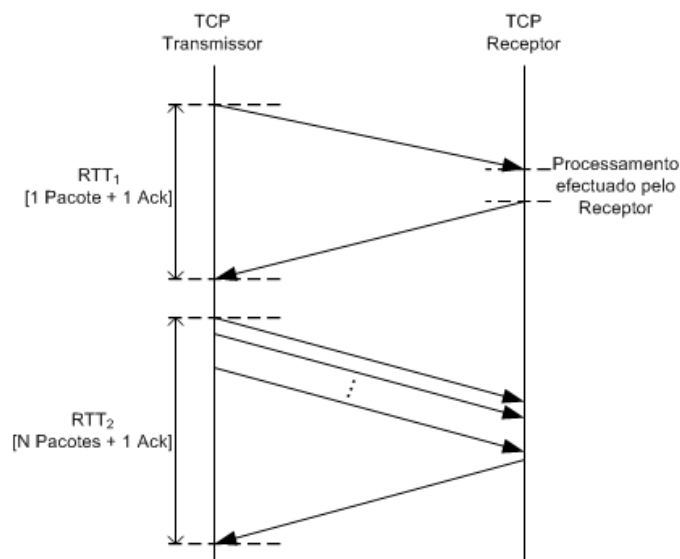 TCP
Transmissor
TCP
Receptor
RTT1
[1 Pacote + 1 Ack]
Processamento
efectuado pelo
Receptor
RTT2
[N Pacotes + 1 Ack]